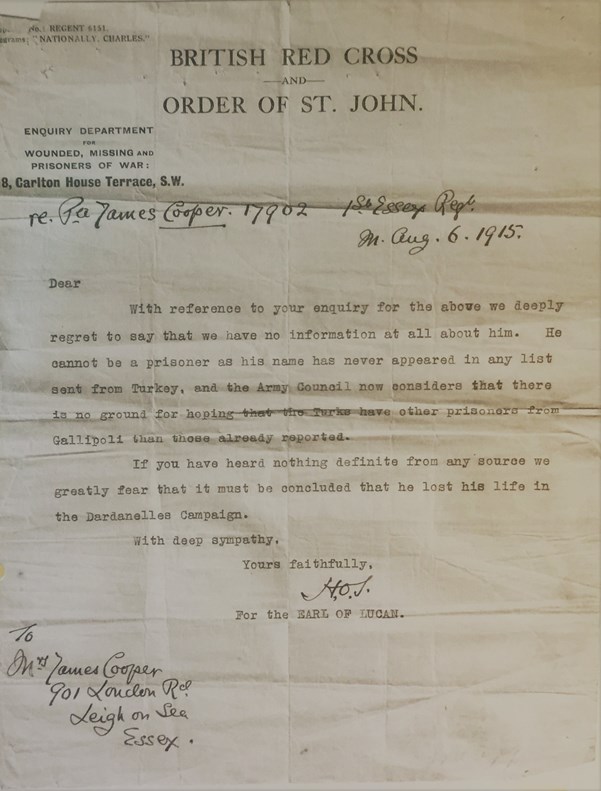 No. REGENT 6151.
"NATIONALLY, CHARLES."
BRITISH RED CROSS
—AND—
ORDER OF ST. JOHN.
ENQUIRY DEPARTMENT
FOR
WOUNDED, MISSING AND
PRISONERS OF WAR:
8, Carlton House Terrace, S.W.
re. Pte James Cooper. 17902 1st Essex Regt.
M. Aug. 6. 1915.
Dear
With reference to your enquiry for the above we deeply
regret to say that we have no information at all about him. He
cannot be a prisoner as his name has never appeared in any list
sent from Turkey, and the Army Council now considers that there
is no ground for hoping that the Turks have other prisoners from
Gallipoli than those already reported.
If you have heard nothing definite from any source we
greatly fear that it must be concluded that he lost his life in
the Dardanelles Campaign.
With deep sympathy,
Yours faithfully,
For the EARL OF LUCAN.
To
Mrs James Cooper
901 London Rd
Leigh on Sea
Essex.